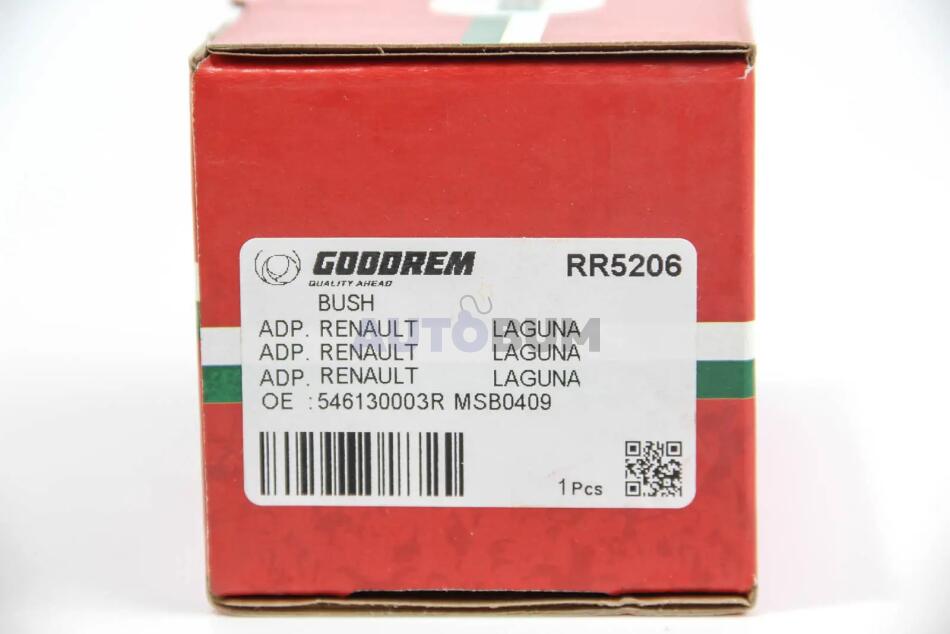 GOODREM RR5206
QUALITY AHEAD
BUSH
ADP. RENAULT LAGUNA
ADP. RENAULT LAGUNA
ADP. RENAULT LAGUNA
OE :546130003R MSB0409
1 Pcs
AUTOBUM